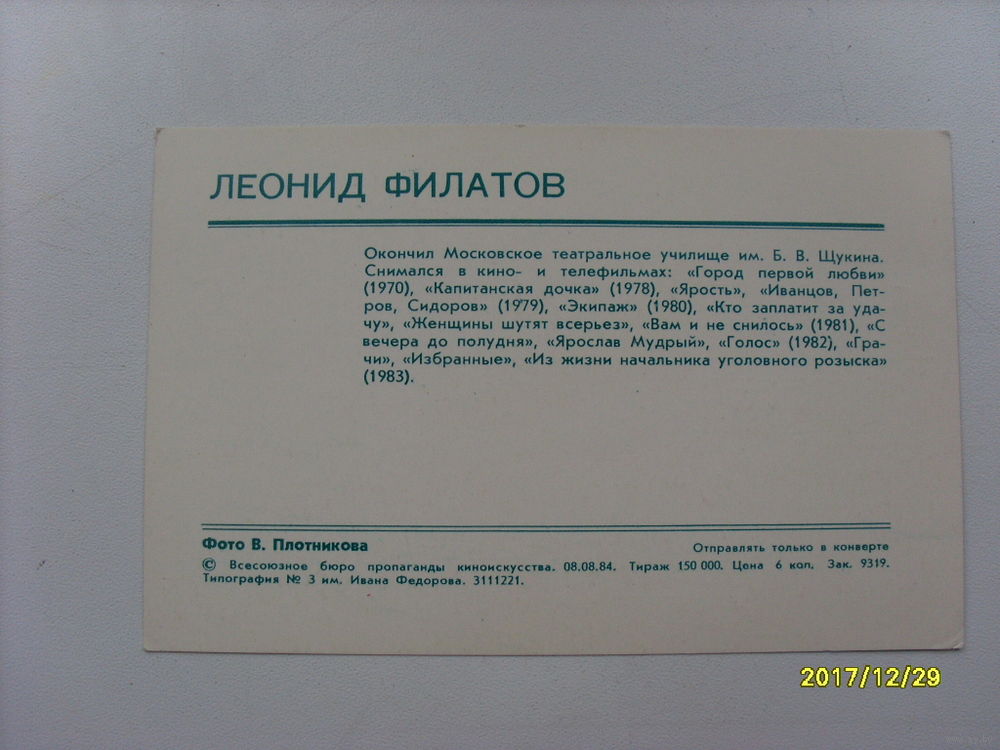 ЛЕОНИД ФИЛАТОВ
Окончил Московское театральное училище им. Б. В. Щукина.
Снимался в кино- и телефильмах: «Город первой любви»
(1970), «Капитанская дочка» (1978), «Ярость», «Иванцов, Пет-
ров, Сидоров» (1979), «Экипаж» (1980), «Кто заплатит за уда-
чу», «Женщины шутят всерьез», «Вам и не снилось» (1981), «С
вечера до полудня», «Ярослав Мудрый», «Голос» (1982), «Гра-
чи», «Избранные», «Из жизни начальника уголовного розыска»
(1983).
Фото В. Плотникова
Отправлять только в конверте
© Всесоюзное бюро пропаганды киноискусства. 08.08.84. Тираж 150 000. Цена 6 коп. Зак. 9319.
Типография № 3 им. Ивана Федорова. 3111221.
2017/12/29